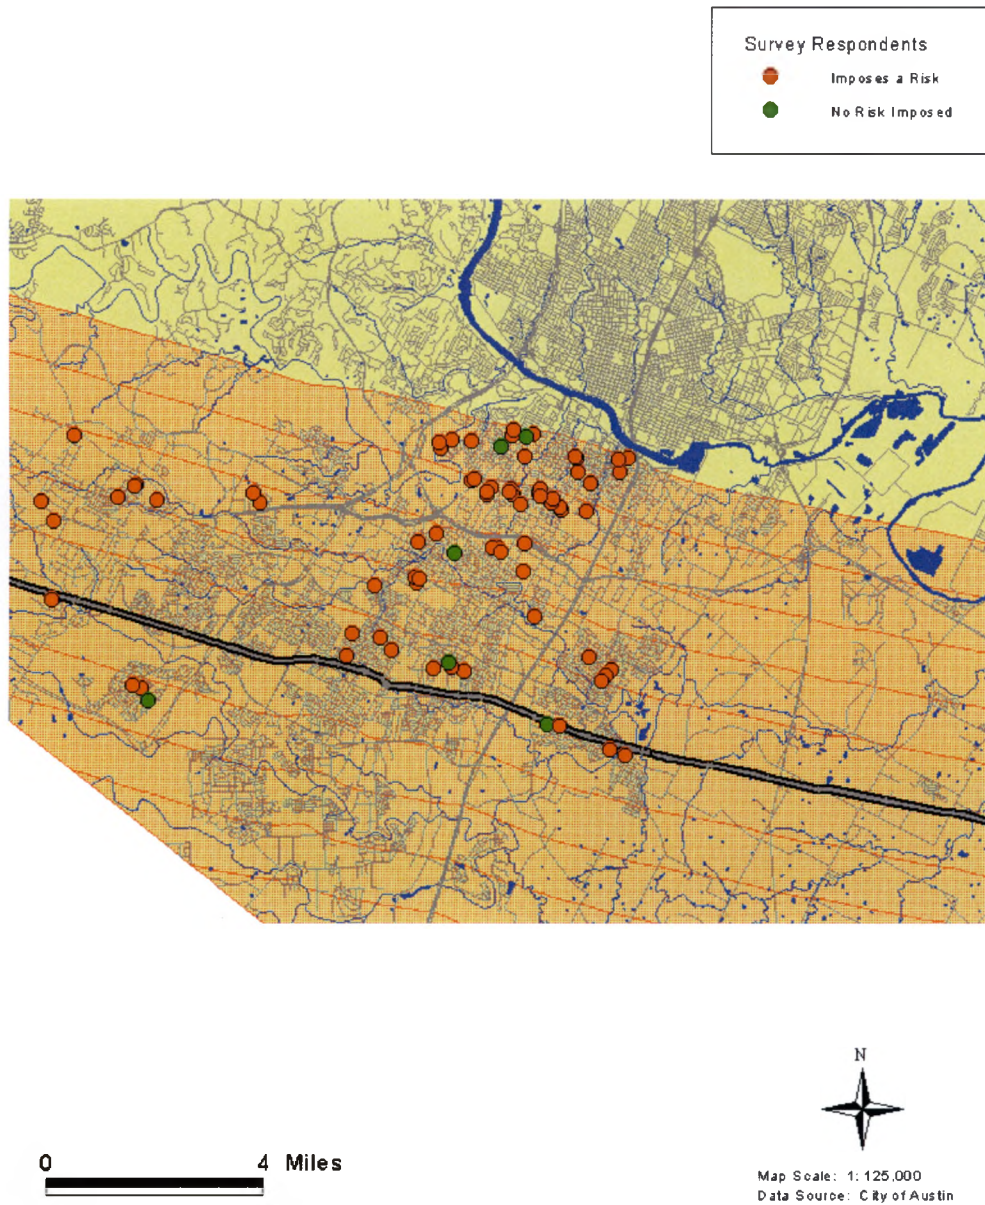 Survey Respondents
Imposes a Risk
No Risk Imposed
N
0 4 Miles
Map Scale: 1:125,000
Data Source: City of Austin